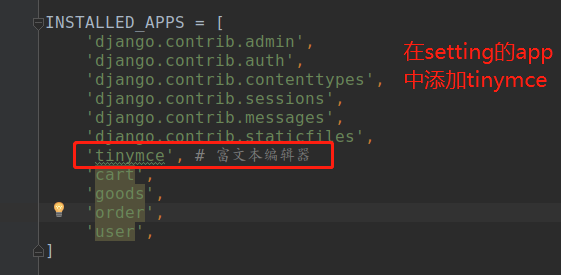 INSTALLED_APPS = [
'django.contrib.admin',
'django.contrib.auth',
'django.contrib.contenttypes',
'django.contrib.sessions',
'django.contrib.messages',
'django.contrib.staticfiles',
'tinymce', # 富文本编辑器
'cart',
'goods',
'order',
'user',
]
在setting的app
中添加tinymce